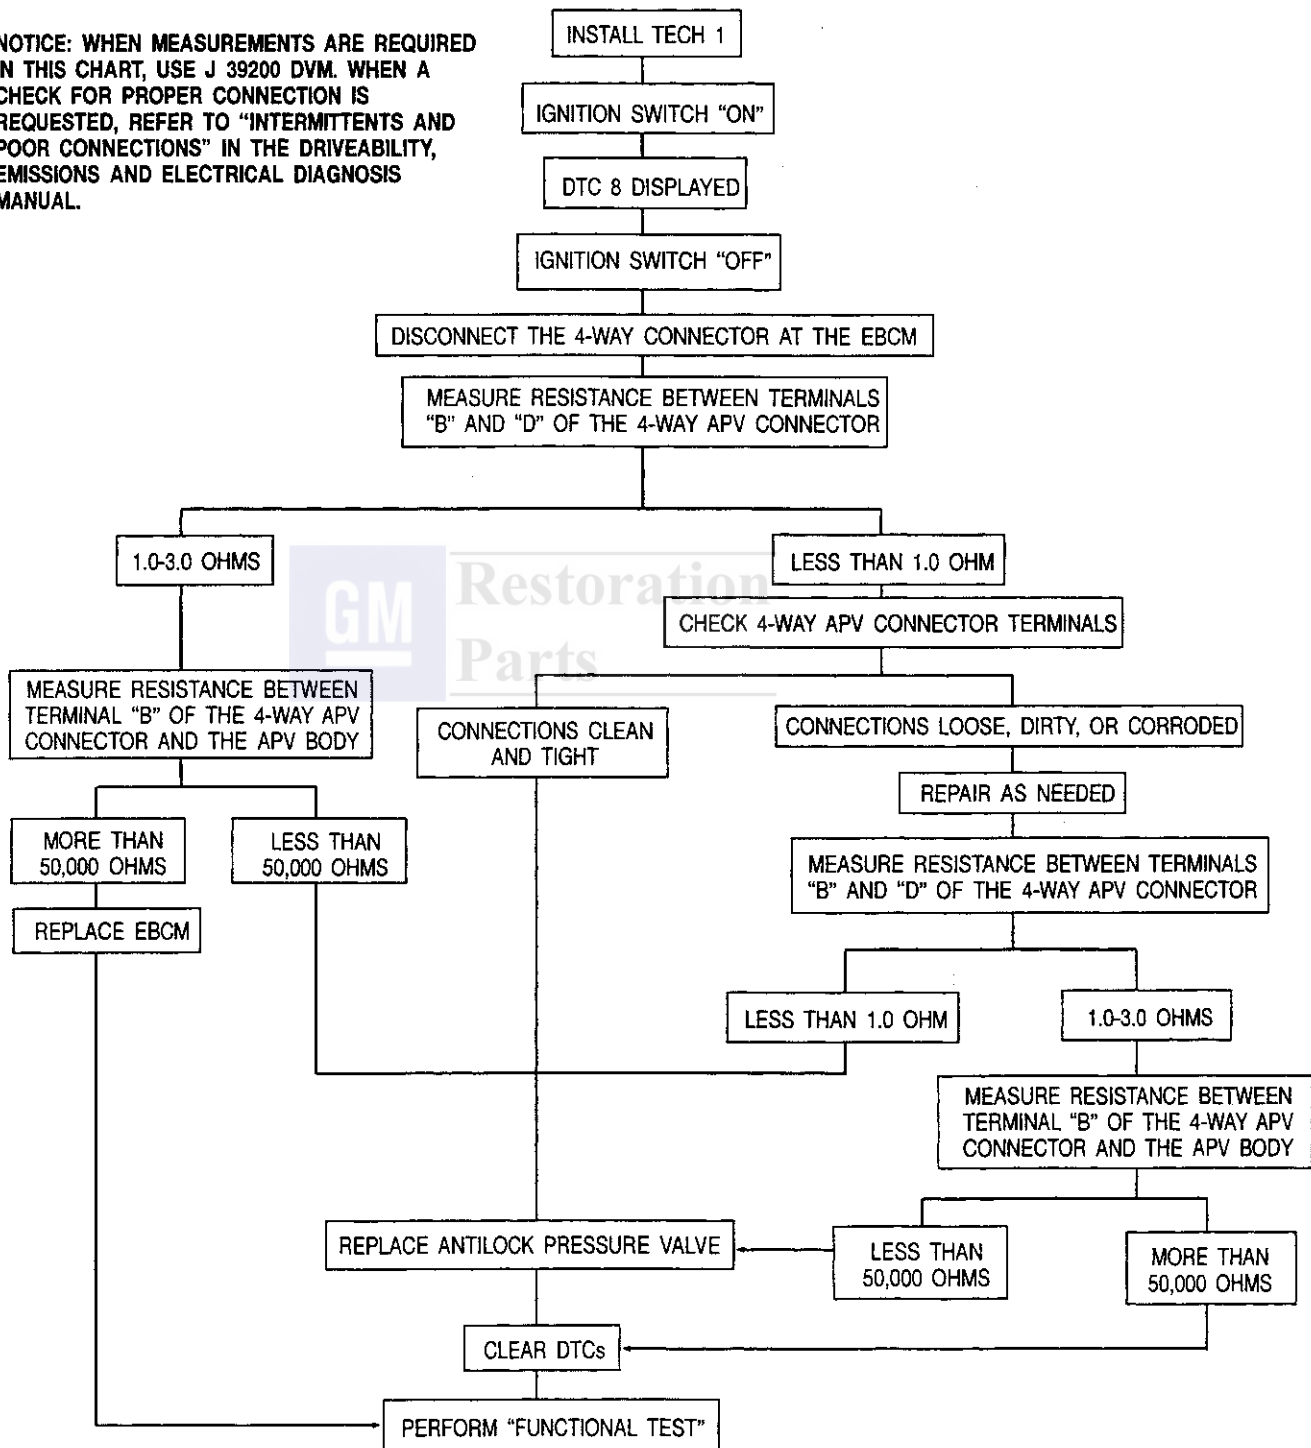 NOTICE: WHEN MEASUREMENTS ARE REQUIRED
IN THIS CHART, USE J 39200 DVM. WHEN A
CHECK FOR PROPER CONNECTION IS
REQUESTED, REFER TO “INTERMITTENTS AND
POOR CONNECTIONS” IN THE DRIVEABILITY,
EMISSIONS AND ELECTRICAL DIAGNOSIS
MANUAL.
INSTALL TECH 1
IGNITION SWITCH “ON”
DTC 8 DISPLAYED
IGNITION SWITCH “OFF”
DISCONNECT THE 4-WAY CONNECTOR AT THE EBCM
MEASURE RESISTANCE BETWEEN TERMINALS
“B” AND “D” OF THE 4-WAY APV CONNECTOR
1.0-3.0 OHMS
LESS THAN 1.0 OHM
GM
Restoration
Parts
CHECK 4-WAY APV CONNECTOR TERMINALS
MEASURE RESISTANCE BETWEEN
TERMINAL “B” OF THE 4-WAY APV
CONNECTOR AND THE APV BODY
CONNECTIONS CLEAN
AND TIGHT
CONNECTIONS LOOSE, DIRTY, OR CORRODED
REPAIR AS NEEDED
MORE THAN
50,000 OHMS
LESS THAN
50,000 OHMS
MEASURE RESISTANCE BETWEEN TERMINALS
“B” AND “D” OF THE 4-WAY APV CONNECTOR
REPLACE EBCM
LESS THAN 1.0 OHM
1.0-3.0 OHMS
MEASURE RESISTANCE BETWEEN
TERMINAL “B” OF THE 4-WAY APV
CONNECTOR AND THE APV BODY
REPLACE ANTILOCK PRESSURE VALVE
LESS THAN
50,000 OHMS
MORE THAN
50,000 OHMS
CLEAR DTCs
PERFORM “FUNCTIONAL TEST”